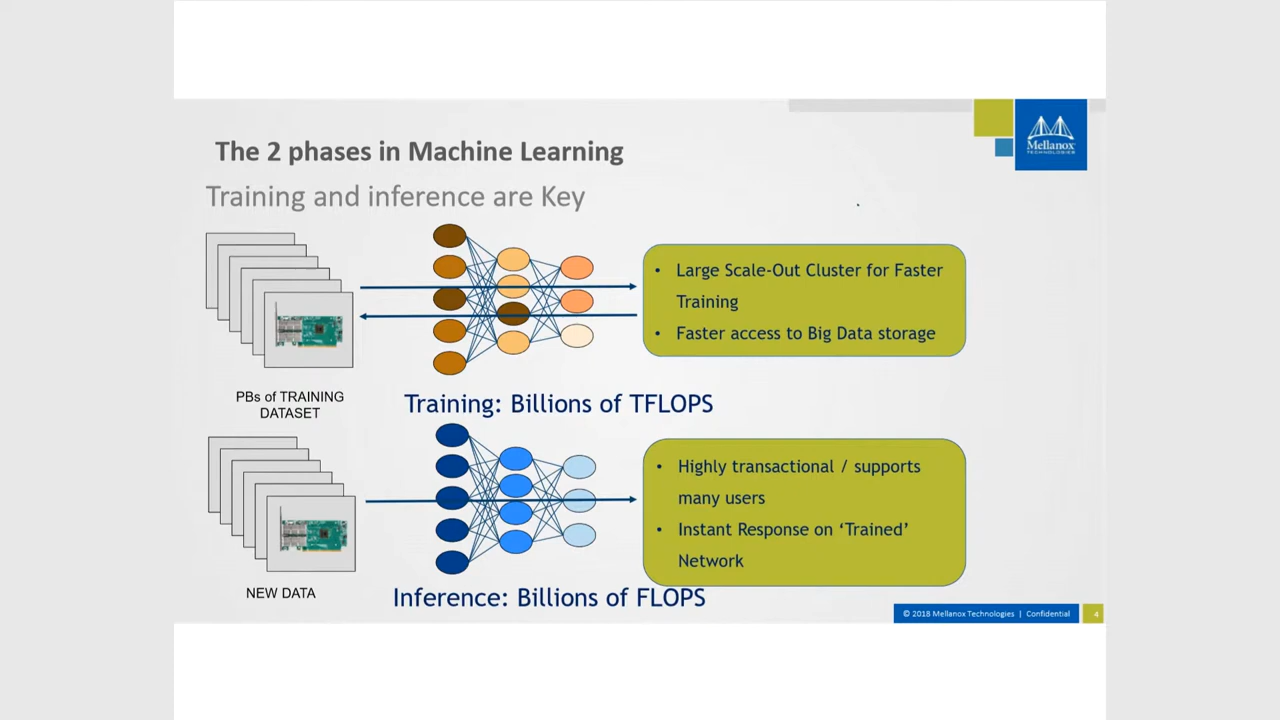 The 2 phases in Machine Learning
Mellanox
TECHNOLOGIES
Training and inference are Key
• Large Scale-Out Cluster for Faster
Training
• Faster access to Big Data storage
PBs of TRAINING
DATASET
Training: Billions of TFLOPS
• Highly transactional / supports
many users
• Instant Response on ‘Trained’
Network
NEW DATA
Inference: Billions of FLOPS
© 2018 Mellanox Technologies | Confidential 4